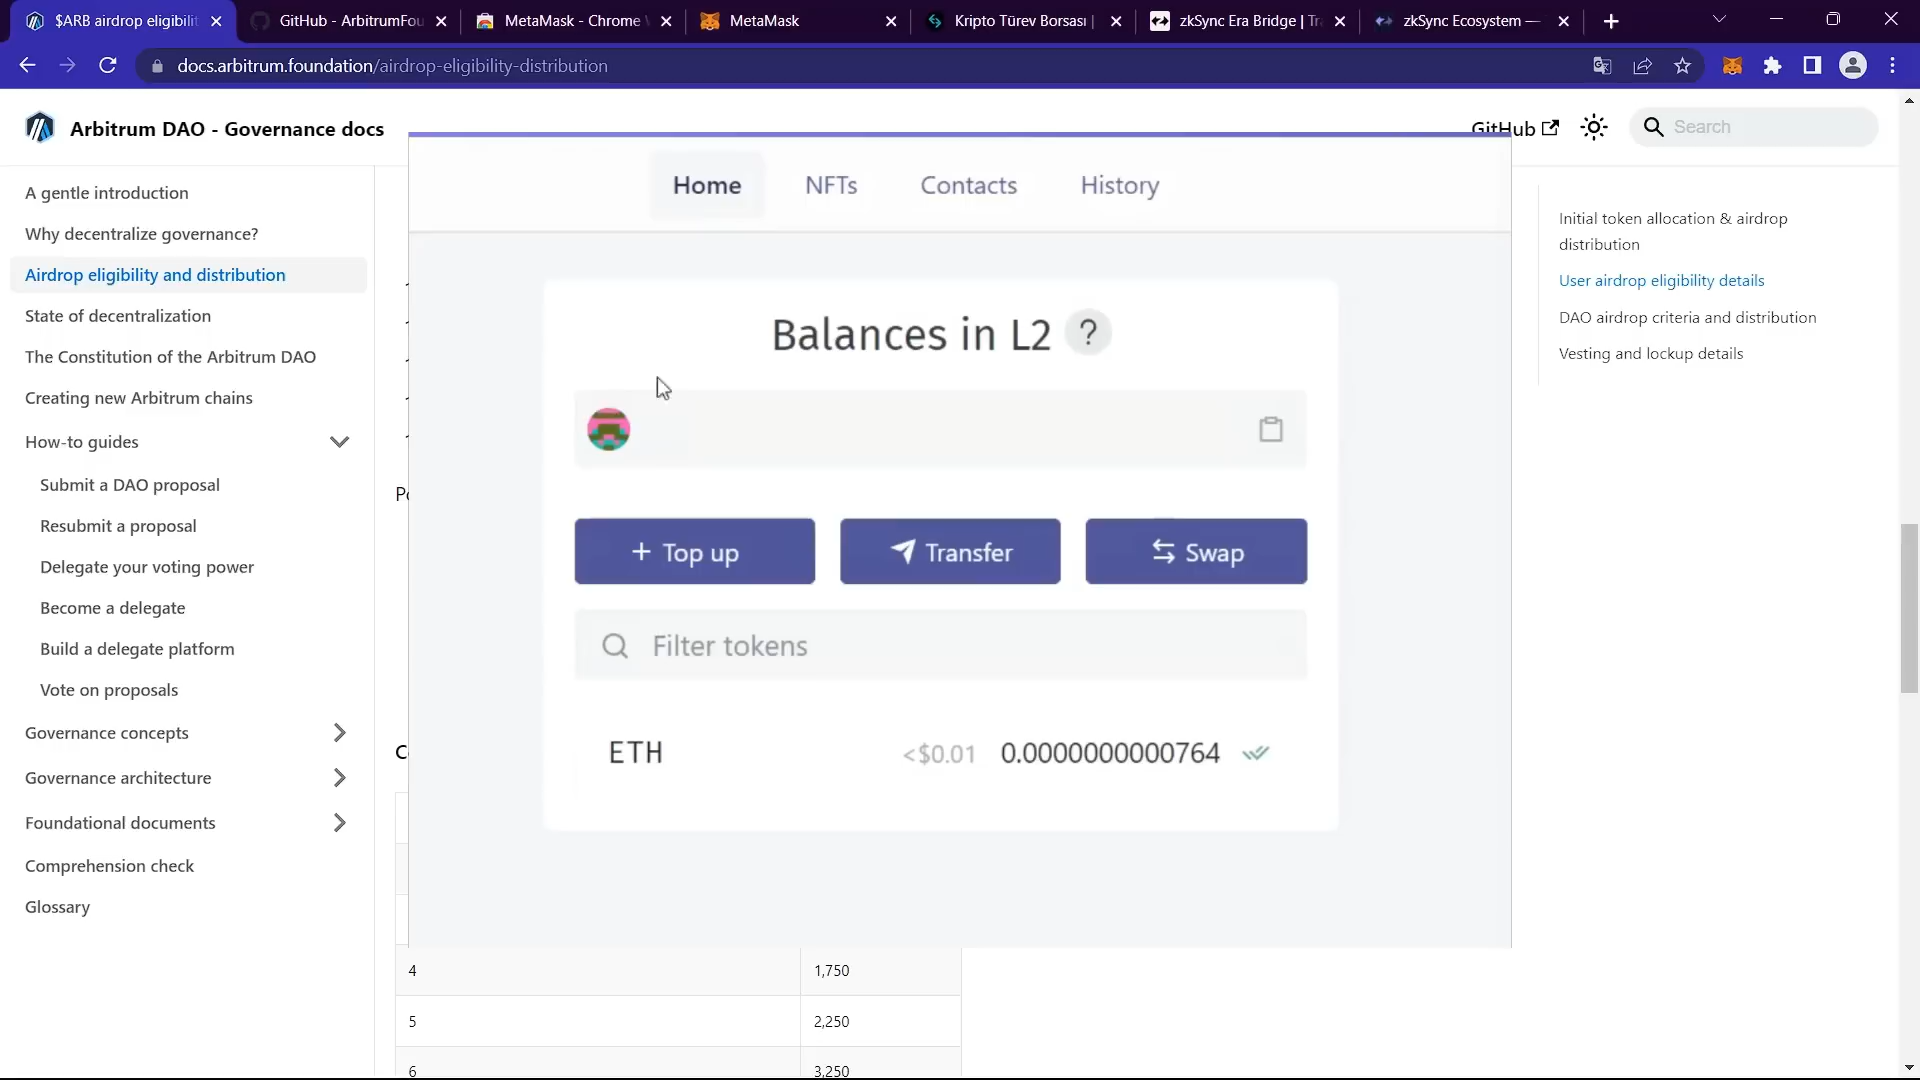 $ARB airdrop eligibilit
GitHub - ArbitrumFou
MetaMask - Chrome
MetaMask
Kripto Türev Borsası |
zkSync Era Bridge | Tr
zkSync Ecosystem —
docs.arbitrum.foundation/airdrop-eligibility-distribution
Arbitrum DAO - Governance docs
GitHub
Search
A gentle introduction
Why decentralize governance?
Airdrop eligibility and distribution
State of decentralization
The Constitution of the Arbitrum DAO
Creating new Arbitrum chains
How-to guides
Submit a DAO proposal
Resubmit a proposal
Delegate your voting power
Become a delegate
Build a delegate platform
Vote on proposals
Governance concepts
Governance architecture
Foundational documents
Comprehension check
Glossary
Home NFTs Contacts History
Balances in L2 ?
+ Top up
Transfer
Swap
Filter tokens
ETH <$0.01 0.0000000000764
4 1,750
5 2,250
6 3,250
Initial token allocation & airdrop
distribution
User airdrop eligibility details
DAO airdrop criteria and distribution
Vesting and lockup details